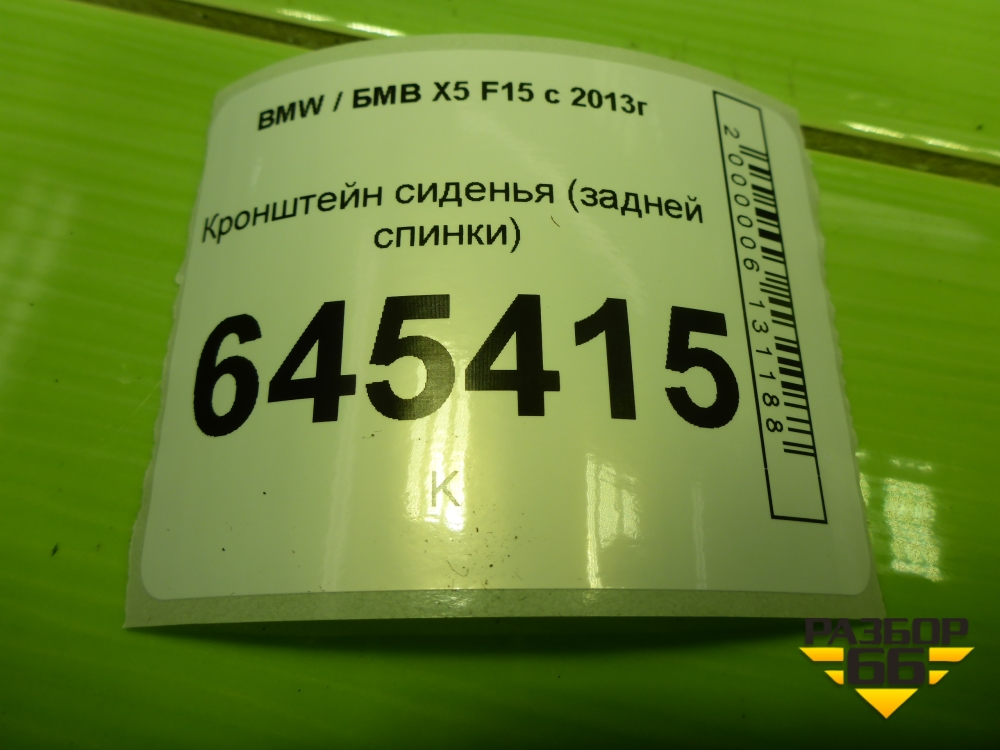 BMW / БМВ X5 F15 с 2013г
Кронштейн сиденья (задней
спинки)
645415
К
2000006131188
РАЗБОР
66